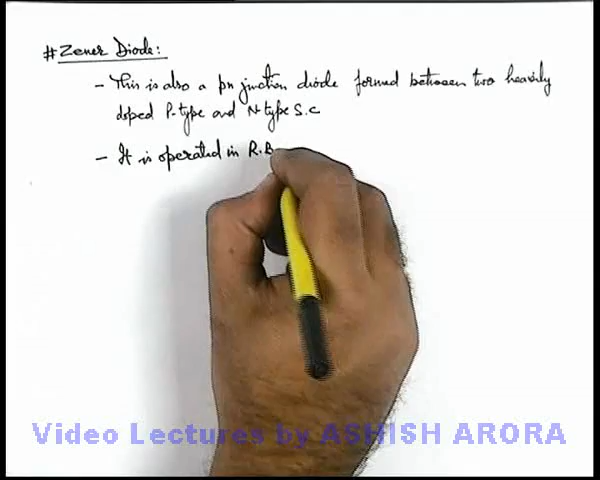 # Zener Diode:
- This is also a pn junction diode formed between two heavily
doped P-type and N-type S.C
- It is operated in R.B
Video Lectures by ASHISH ARORA